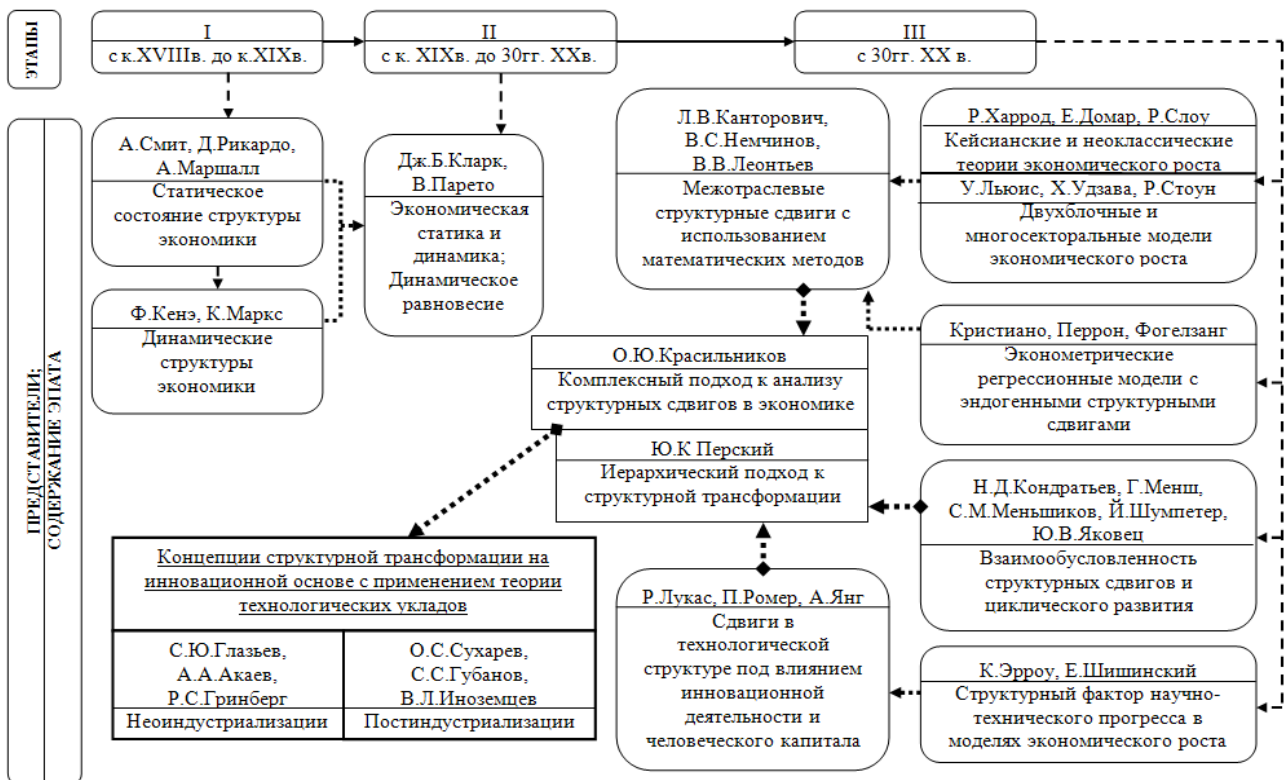 ЭТАПЫ
I
с к.XVIIIв. до к.XIXв.
II
с к. XIXв. до 30гг. XXв.
III
с 30гг. XX в.
ПРЕДСТАВИТЕЛИ;
СОДЕРЖАНИЕ ЭПАТА
А.Смит, Д.Рикардо,
А.Маршалл
Статическое
состояние структуры
экономики
Ф.Кенэ, К.Маркс
Динамические
структуры
экономики
Дж.Б.Кларк,
В.Парето
Экономическая
статика и
динамика;
Динамическое
равновесие
Л.В.Канторович,
В.С.Немчинов,
В.В.Леонтьев
Межотраслевые
структурные сдвиги с
использованием
математических методов
Р.Харрод, Е.Домар, Р.Слоу
Кейсианские и неоклассические
теории экономического роста
У.Льюис, Х.Удзава, Р.Стоун
Двухблочные и
многосекторальные модели
экономического роста
Кристиано, Перрон, Фогелзанг
Эконометрические
регрессионные модели с
эндогенными структурными
сдвигами
О.Ю.Красильников
Комплексный подход к анализу
структурных сдвигов в экономике
Ю.К Перский
Иерархический подход к
структурной трансформации
Н.Д.Кондратьев, Г.Менш,
С.М.Меньшиков, Й.Шумпетер,
Ю.В.Яковец
Взаимообусловленность
структурных сдвигов и
циклического развития
Концепции структурной трансформации на
инновационной основе с применением теории
технологических укладов
С.Ю.Глазьев,
А.А.Акаев,
Р.С.Гринберг
Неоиндустриализации
О.С.Сухарев,
С.С.Губанов,
В.Л.Иноземцев
Постиндустриализации
Р.Лукас, П.Ромер, А.Янг
Сдвиги в
технологической
структуре под влиянием
инновационной
деятельности и
человеческого капитала
К.Эрроу, Е.Шишинский
Структурный фактор научно-
технического прогресса в
моделях экономического роста